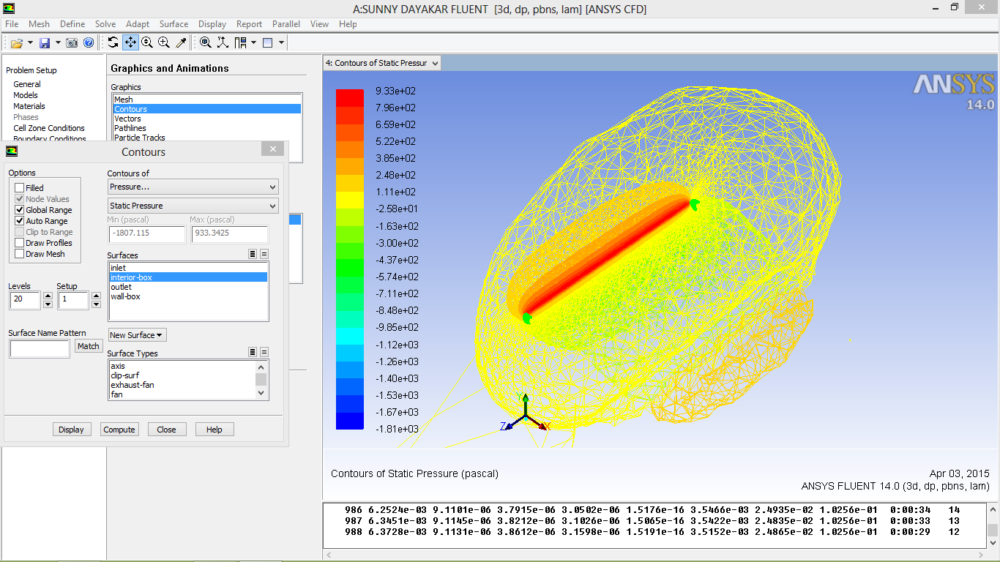 A:SUNNY DAYAKAR FLUENT [3d, dp, pbns, lam] [ANSYS CFD]
File Mesh Define Solve Adapt Surface Display Report Parallel View Help
Problem Setup
General
Models
Materials
Phases
Cell Zone Conditions
Boundary Conditions
Graphics and Animations
Graphics
Mesh
Contours
Vectors
Pathlines
Particle Tracks
Contours
Options
Filled
Node Values
Global Range
Auto Range
Clip to Range
Draw Profiles
Draw Mesh
Levels
20
Setup
1
Surface Name Pattern
Match
Contours of
Pressure...
Static Pressure
Min (pascal) Max (pascal)
-1807.115 933.3425
Surfaces
inlet
interior-box
outlet
wall-box
New Surface
Surface Types
axis
clip-surf
exhaust-fan
fan
Display Compute Close Help
4: Contours of Static Pressur
9.33e+02
7.96e+02
6.59e+02
5.22e+02
3.85e+02
2.48e+02
1.11e+02
-2.58e+01
-1.63e+02
-3.00e+02
-4.37e+02
-5.74e+02
-7.11e+02
-8.48e+02
-9.85e+02
-1.12e+03
-1.26e+03
-1.40e+03
-1.53e+03
-1.67e+03
-1.81e+03
ANSYS
14.0
Y
Z
X
Contours of Static Pressure (pascal)
Apr 03, 2015
ANSYS FLUENT 14.0 (3d, dp, pbns, lam)
986 6.2524e-03 9.1101e-06 3.7915e-06 3.0502e-06 1.5176e-16 3.5466e-03 2.4935e-02 1.0256e-01 0:00:34 14
987 6.3451e-03 9.1145e-06 3.8212e-06 3.1026e-06 1.5065e-16 3.5422e-03 2.4835e-02 1.0256e-01 0:00:33 13
988 6.3728e-03 9.1131e-06 3.8612e-06 3.1598e-06 1.5191e-16 3.5152e-03 2.4865e-02 1.0256e-01 0:00:29 12